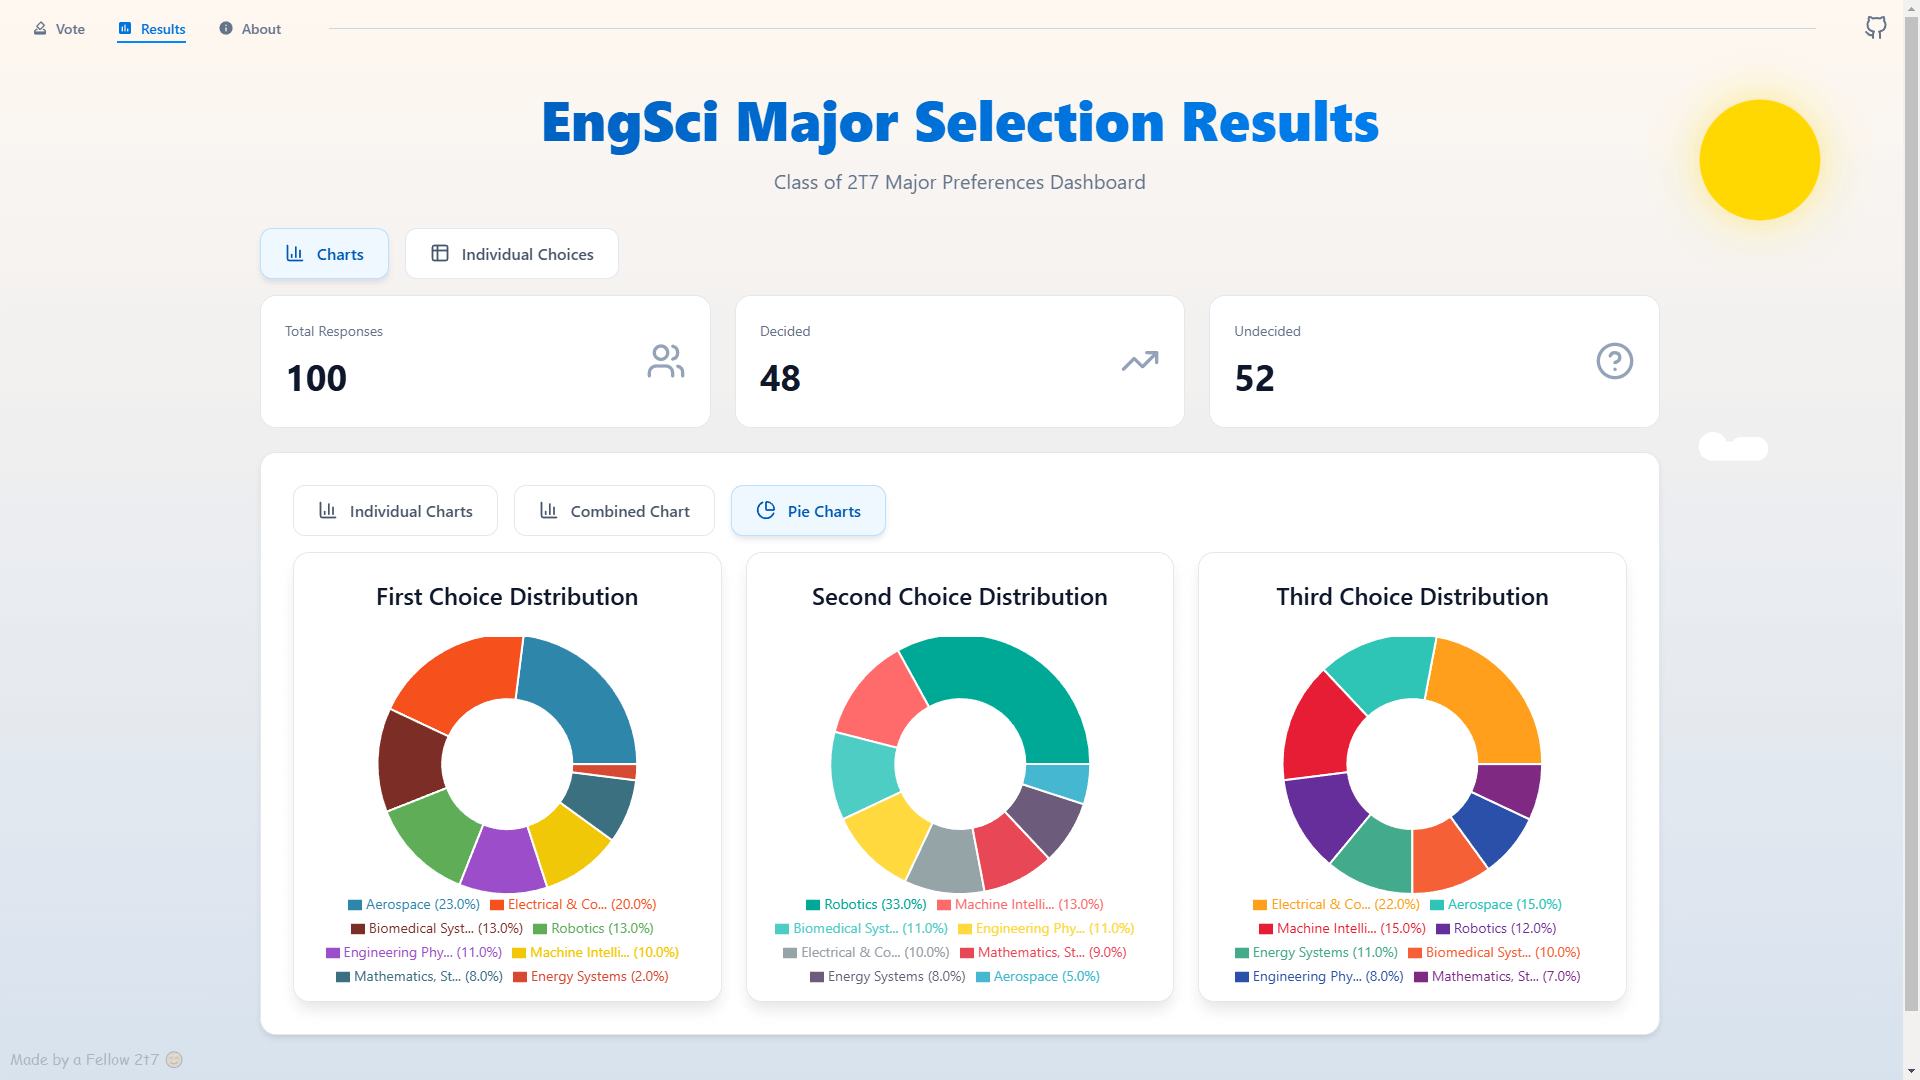 Vote
Results
About
EngSci Major Selection Results
Class of 2T7 Major Preferences Dashboard
Charts
Individual Choices
Total Responses
100
Decided
48
Undecided
52
Individual Charts
Combined Chart
Pie Charts
First Choice Distribution
Aerospace (23.0%) Electrical & Co... (20.0%)
Biomedical Syst... (13.0%) Robotics (13.0%)
Engineering Phy... (11.0%) Machine Intelli... (10.0%)
Mathematics, St... (8.0%) Energy Systems (2.0%)
Second Choice Distribution
Robotics (33.0%) Machine Intelli... (13.0%)
Biomedical Syst... (11.0%) Engineering Phy... (11.0%)
Electrical & Co... (10.0%) Mathematics, St... (9.0%)
Energy Systems (8.0%) Aerospace (5.0%)
Third Choice Distribution
Electrical & Co... (22.0%) Aerospace (15.0%)
Machine Intelli... (15.0%) Robotics (12.0%)
Energy Systems (11.0%) Biomedical Syst... (10.0%)
Engineering Phy... (8.0%) Mathematics, St... (7.0%)
Made by a Fellow 2t7 😊